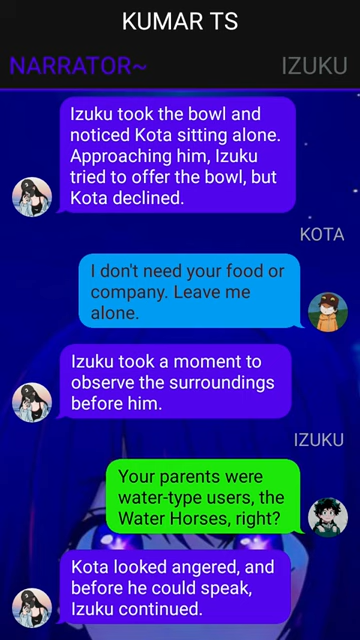 KUMAR TS
NARRATOR~
IZUKU
Izuku took the bowl and
noticed Kota sitting alone.
Approaching him, Izuku
tried to offer the bowl, but
Kota declined.
KOTA
I don't need your food or
company. Leave me
alone.
Izuku took a moment to
observe the surroundings
before him.
IZUKU
Your parents were
water-type users, the
Water Horses, right?
Kota looked angered, and
before he could speak,
Izuku continued.